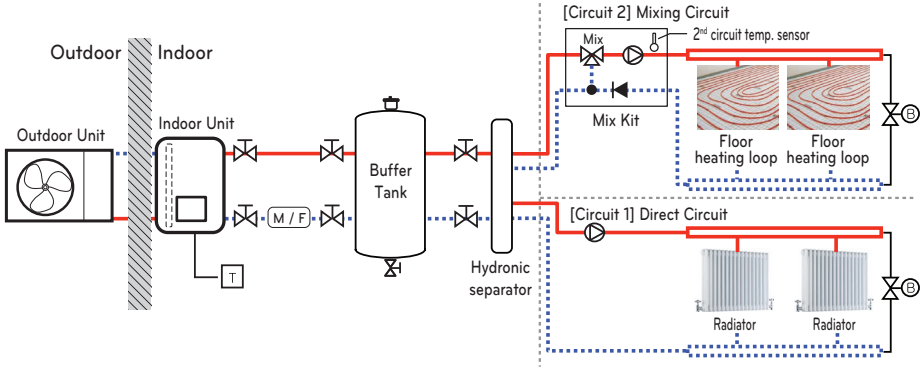 [Circuit 2] Mixing Circuit
Mix
2nd circuit temp. sensor
Outdoor
Indoor
Outdoor Unit
Indoor Unit
Mix Kit
B
Floor
heating loop
Floor
heating loop
Buffer
Tank
M / F
[Circuit 1] Direct Circuit
T
Hydronic
separator
B
Radiator
Radiator